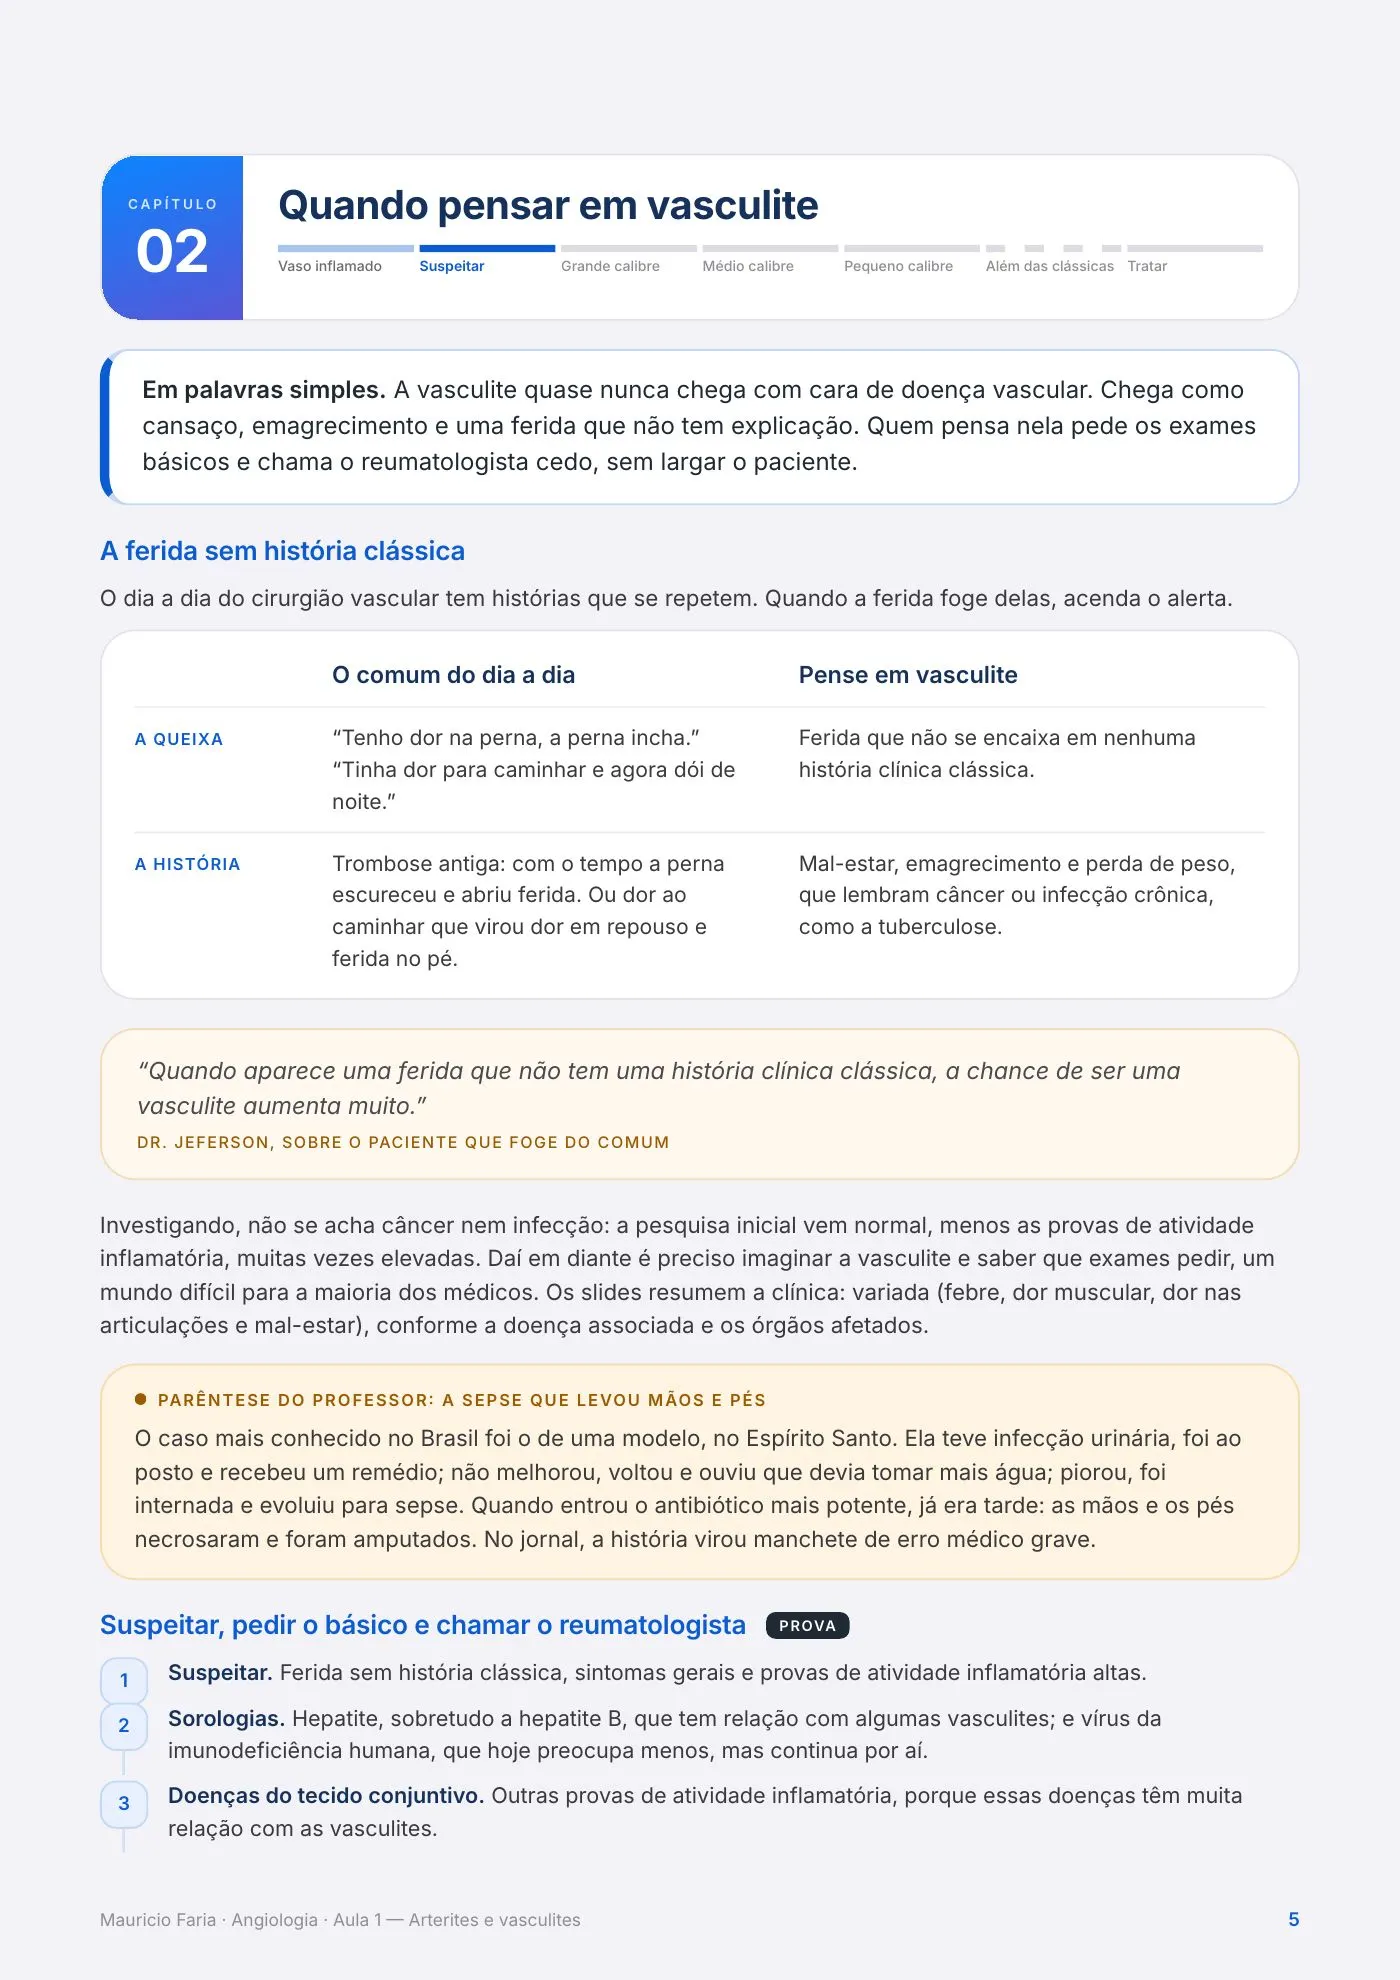 CAPÍTULO
02
Quando pensar em vasculite
Vaso inflamado
Suspeitar
Grande calibre
Médio calibre
Pequeno calibre
Além das clássicas
Tratar
Em palavras simples. A vasculite quase nunca chega com cara de doença vascular. Chega como
cansaço, emagrecimento e uma ferida que não tem explicação. Quem pensa nela pede os exames
básicos e chama o reumatologista cedo, sem largar o paciente.
A ferida sem história clássica
O dia a dia do cirurgião vascular tem histórias que se repetem. Quando a ferida foge delas, acenda o alerta.
O comum do dia a dia
Pense em vasculite
A QUEIXA
“Tenho dor na perna, a perna incha.”
“Tinha dor para caminhar e agora dói de
noite.”
Ferida que não se encaixa em nenhuma
história clínica clássica.
A HISTÓRIA
Trombose antiga: com o tempo a perna
escureceu e abriu ferida. Ou dor ao
caminhar que virou dor em repouso e
ferida no pé.
Mal-estar, emagrecimento e perda de peso,
que lembram câncer ou infecção crônica,
como a tuberculose.
“Quando aparece uma ferida que não tem uma história clínica clássica, a chance de ser uma
vasculite aumenta muito.”
DR. JEFERSON, SOBRE O PACIENTE QUE FOGE DO COMUM
Investigando, não se acha câncer nem infecção: a pesquisa inicial vem normal, menos as provas de atividade
inflamatória, muitas vezes elevadas. Daí em diante é preciso imaginar a vasculite e saber que exames pedir, um
mundo difícil para a maioria dos médicos. Os slides resumem a clínica: variada (febre, dor muscular, dor nas
articulações e mal-estar), conforme a doença associada e os órgãos afetados.
PARÊNTESE DO PROFESSOR: A SEPSE QUE LEVOU MÃOS E PÉS
O caso mais conhecido no Brasil foi o de uma modelo, no Espírito Santo. Ela teve infecção urinária, foi ao
posto e recebeu um remédio; não melhorou, voltou e ouviu que devia tomar mais água; piorou, foi
internada e evoluiu para sepse. Quando entrou o antibiótico mais potente, já era tarde: as mãos e os pés
necrosaram e foram amputados. No jornal, a história virou manchete de erro médico grave.
Suspeitar, pedir o básico e chamar o reumatologista PROVA
1 Suspeitar. Ferida sem história clássica, sintomas gerais e provas de atividade inflamatória altas.
2 Sorologias. Hepatite, sobretudo a hepatite B, que tem relação com algumas vasculites; e vírus da
imunodeficiência humana, que hoje preocupa menos, mas continua por aí.
3 Doenças do tecido conjuntivo. Outras provas de atividade inflamatória, porque essas doenças têm muita
relação com as vasculites.
Mauricio Faria · Angiologia · Aula 1 — Arterites e vasculites
5